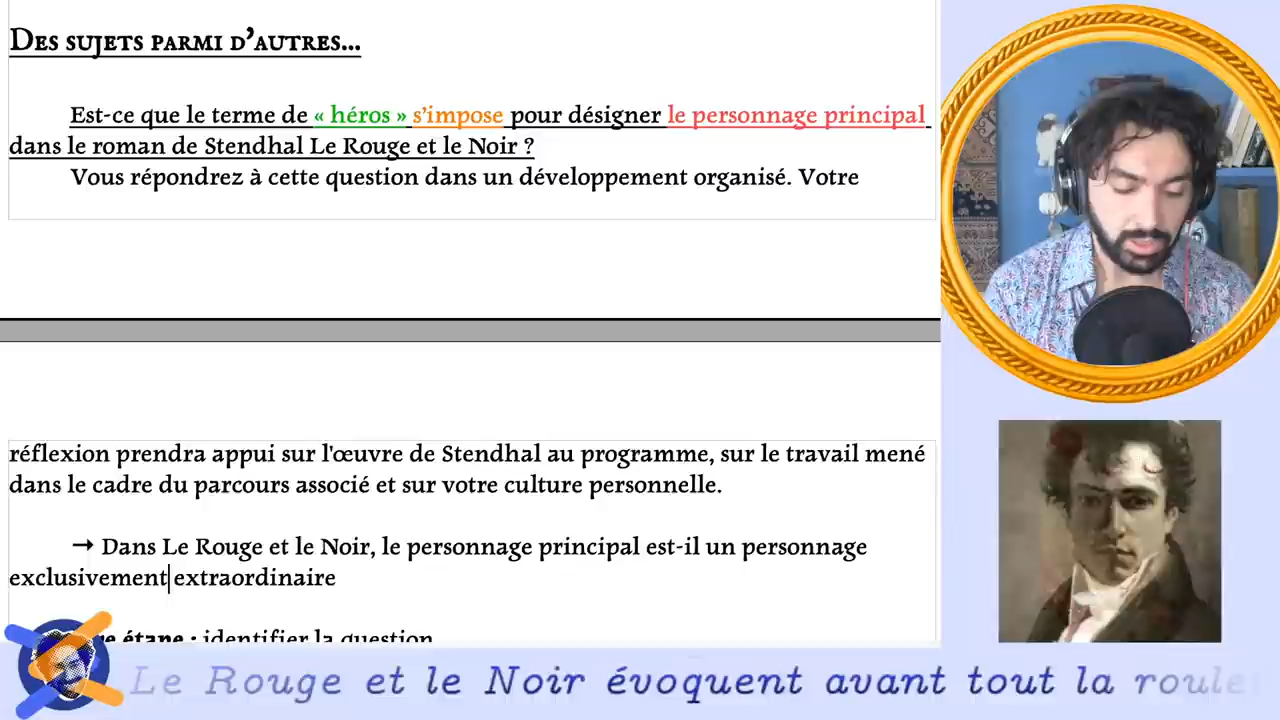 Des sujets parmi d'autres...
Est-ce que le terme de « héros » s'impose pour désigner le personnage principal
dans le roman de Stendhal Le Rouge et le Noir ?
Vous répondrez à cette question dans un développement organisé. Votre
réflexion prendra appui sur l'œuvre de Stendhal au programme, sur le travail mené
dans le cadre du parcours associé et sur votre culture personnelle.
→ Dans Le Rouge et le Noir, le personnage principal est-il un personnage
exclusivement extraordinaire
étape : identifier la question
Le Rouge et le Noir évoquent avant tout la